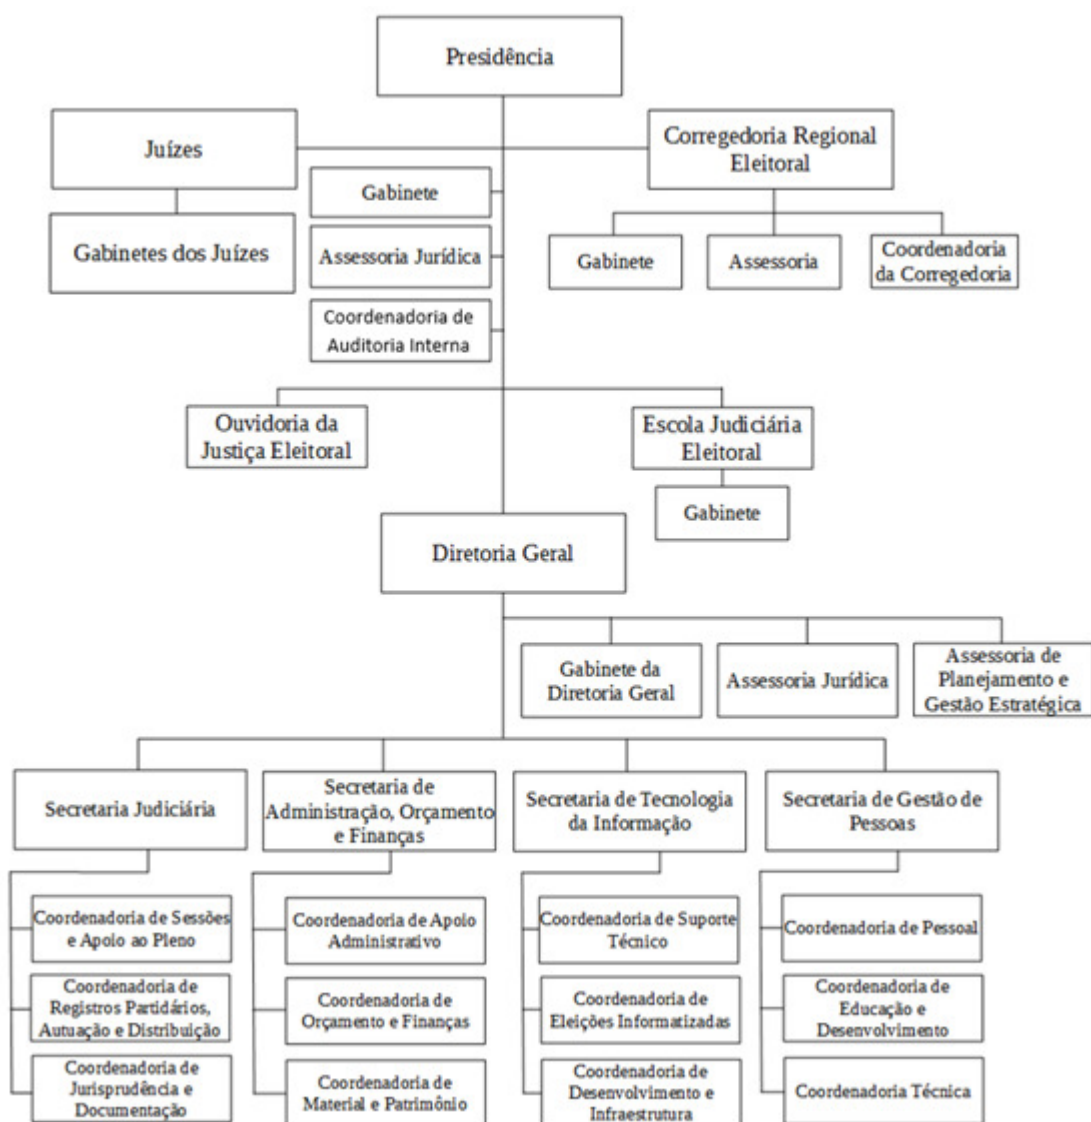 Presidência
Juízes
Corregedoria Regional
Eleitoral
Gabinete
Gabinetes dos Juízes
Assessoria Jurídica
Gabinete
Assessoria
Coordenadoria
da Corregedoria
Coordenadoria de
Auditoria Interna
Ouvidoria da
Justiça Eleitoral
Escola Judiciária
Eleitoral
Gabinete
Diretoria Geral
Gabinete da
Diretoria Geral
Assessoria Jurídica
Assessoria de
Planejamento e
Gestão Estratégica
Secretaria Judiciária
Secretaria de
Administração, Orçamento
e Finanças
Secretaria de Tecnologia
da Informação
Secretaria de Gestão de
Pessoas
Coordenadoria de Sessões
e Apoio ao Pleno
Coordenadoria de Apoio
Administrativo
Coordenadoria de Suporte
Técnico
Coordenadoria de Pessoal
Coordenadoria de
Registros Partidários,
Autuação e Distribuição
Coordenadoria de
Orçamento e Finanças
Coordenadoria de
Eleições Informatizadas
Coordenadoria de
Educação e
Desenvolvimento
Coordenadoria de
Jurisprudência e
Documentação
Coordenadoria de
Material e Patrimônio
Coordenadoria de
Desenvolvimento e
Infraestrutura
Coordenadoria Técnica